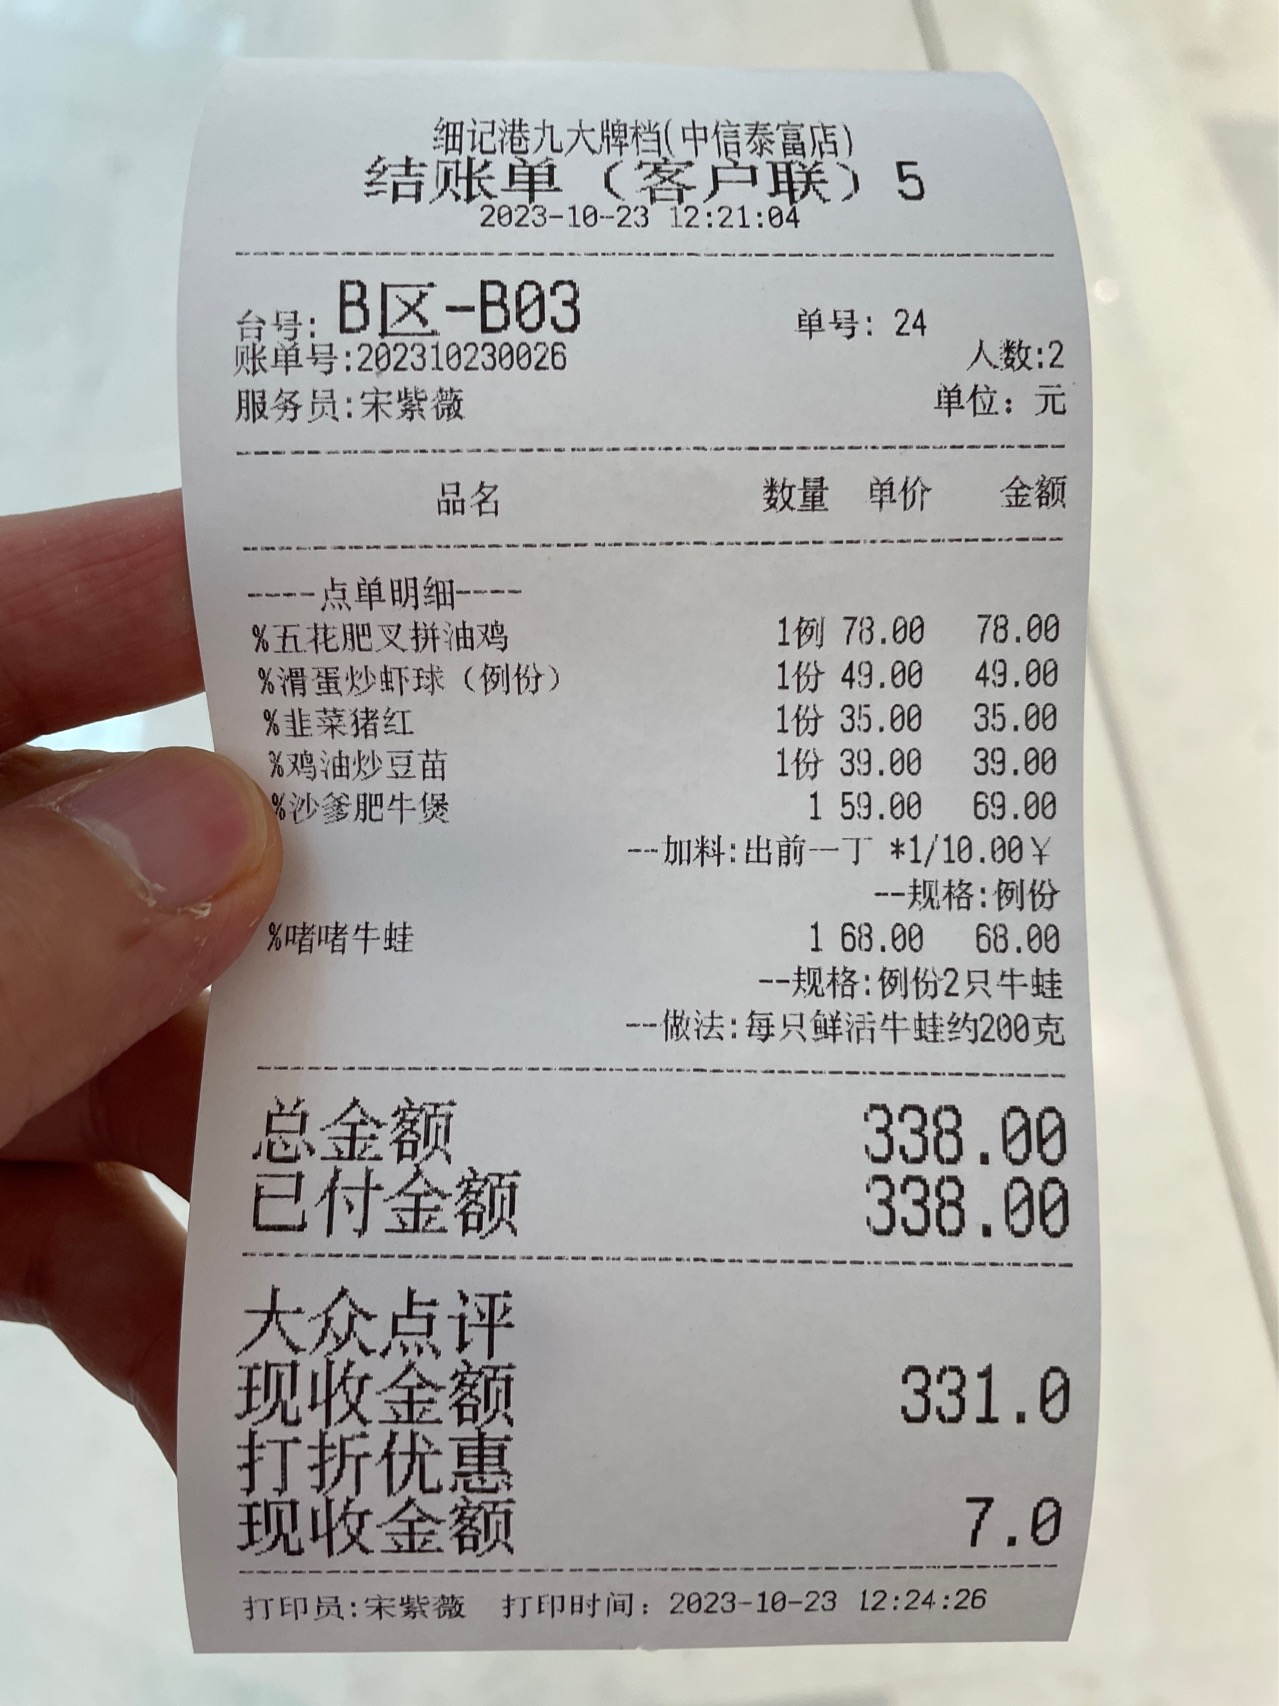 细记港九大牌档(中信泰富店)
结账单（客户联）5
2023-10-23 12:21:04
台号: B区-B03 单号: 24
账单号:202310230026 人数:2
服务员:宋紫薇 单位: 元
品名 数量 单价 金额
----点单明细----
%五花肥叉拼油鸡 1例 78.00 78.00
%滑蛋炒虾球（例份） 1份 49.00 49.00
%韭菜猪红 1份 35.00 35.00
%鸡油炒豆苗 1份 39.00 39.00
%沙爹肥牛煲 1 59.00 69.00
--加料:出前一丁 *1/10.00¥
--规格:例份
%啫啫牛蛙 1 68.00 68.00
--规格:例份2只牛蛙
--做法:每只鲜活牛蛙约200克
总金额 338.00
已付金额 338.00
大众点评
现收金额 331.0
打折优惠
现收金额 7.0
打印员:宋紫薇 打印时间: 2023-10-23 12:24:26